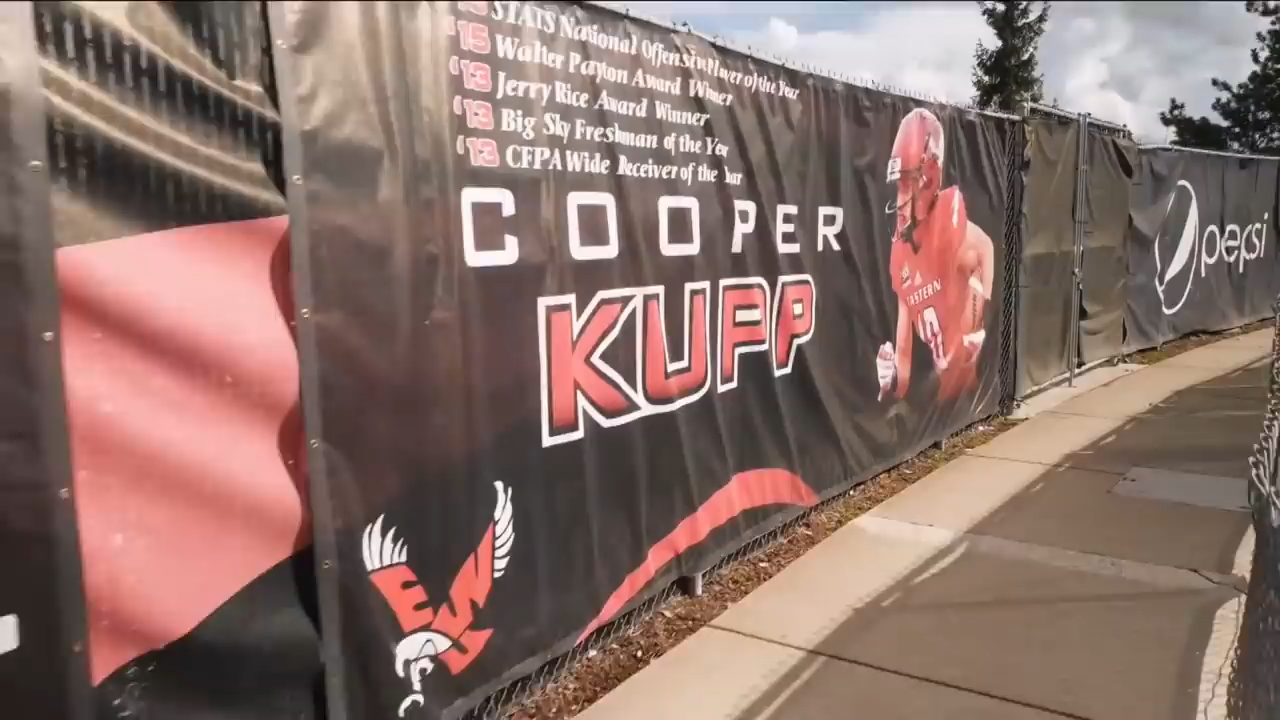 STATS National Offensive Player of the Year
'15 Walter Payton Award Winner
'13 Jerry Rice Award Winner
'13 Big Sky Freshman of the Year
'13 CFPA Wide Receiver of the Year
COOPER
KUPP
EASTERN
10
EW
pepsi